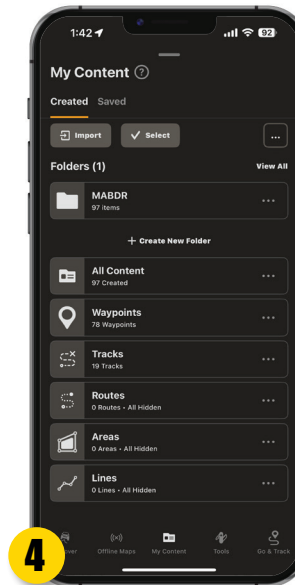 1:42
92
My Content ?
Created Saved
Import
Select
...
Folders (1)
View All
MABDR
97 items
...
+ Create New Folder
All Content
97 Created
...
Waypoints
78 Waypoints
...
Tracks
19 Tracks
...
Routes
0 Routes • All Hidden
...
Areas
0 Areas • All Hidden
...
Lines
0 Lines • All Hidden
...
over
Offline Maps
My Content
Tools
Go & Track
4